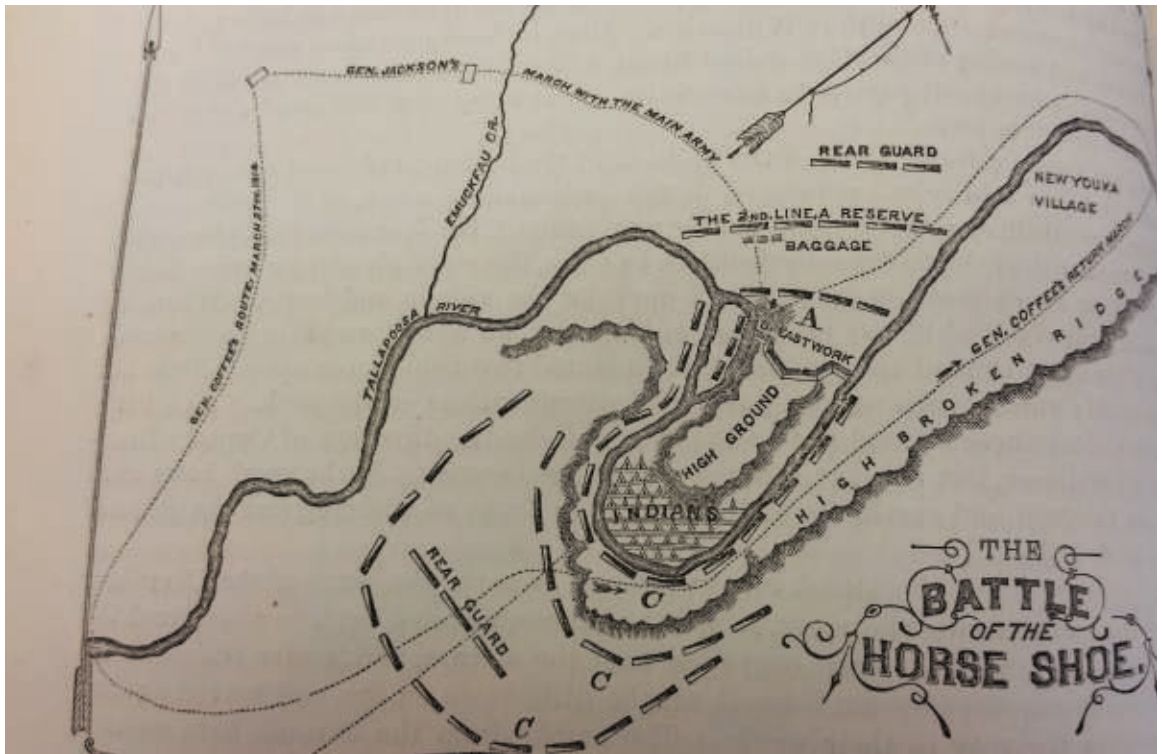 GEN. JACKSON'S MARCH WITH THE MAIN ARMY
EMUCKFAU CR.
REAR GUARD
NEW YOUKA
VILLAGE
THE 2ND. LINE, A RESERVE
BAGGAGE
GEN. COFFEE'S ROUTE, MARCH 27TH, 1814
TALLAPOOSA RIVER
A
BREASTWORK
GEN. COFFEE'S RETURN MARCH
HIGH BROKEN RIDGE
HIGH GROUND
INDIANS
REAR GUARD
C
C
C
THE
BATTLE
OF THE
HORSE SHOE.